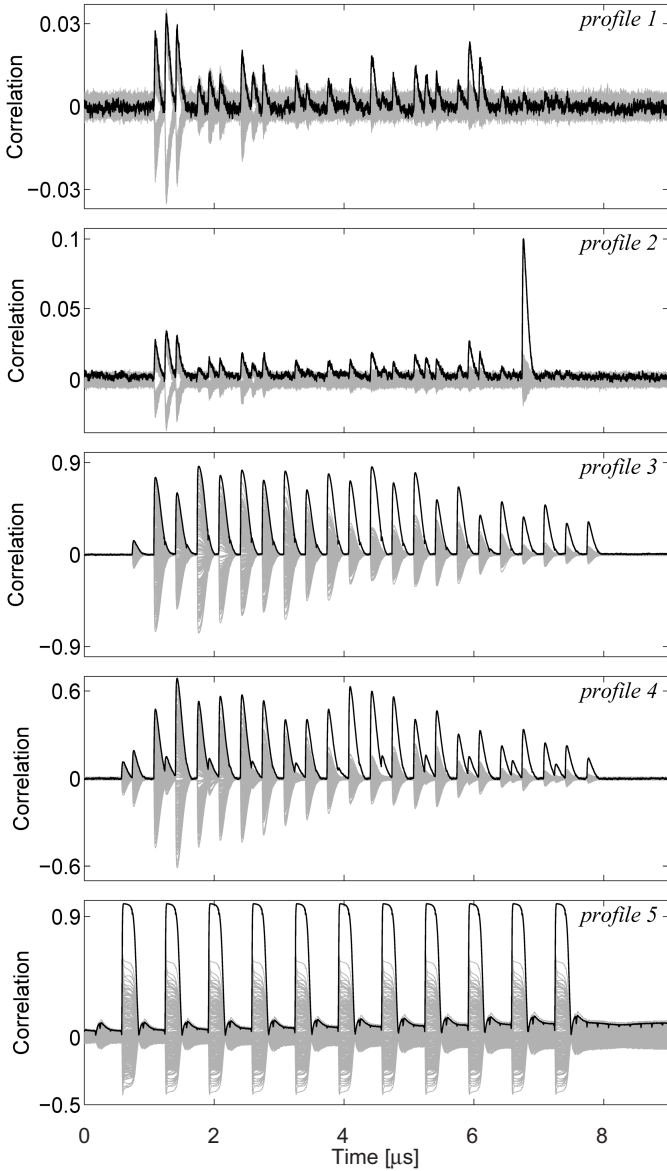 profile 1
0.03
0
−0.03
Correlation
profile 2
0.1
0.05
0
Correlation
profile 3
0.9
0
−0.9
Correlation
profile 4
0.6
0
−0.6
Correlation
profile 5
0.9
0
−0.5
Correlation
0 2 4 6 8
Time [μs]